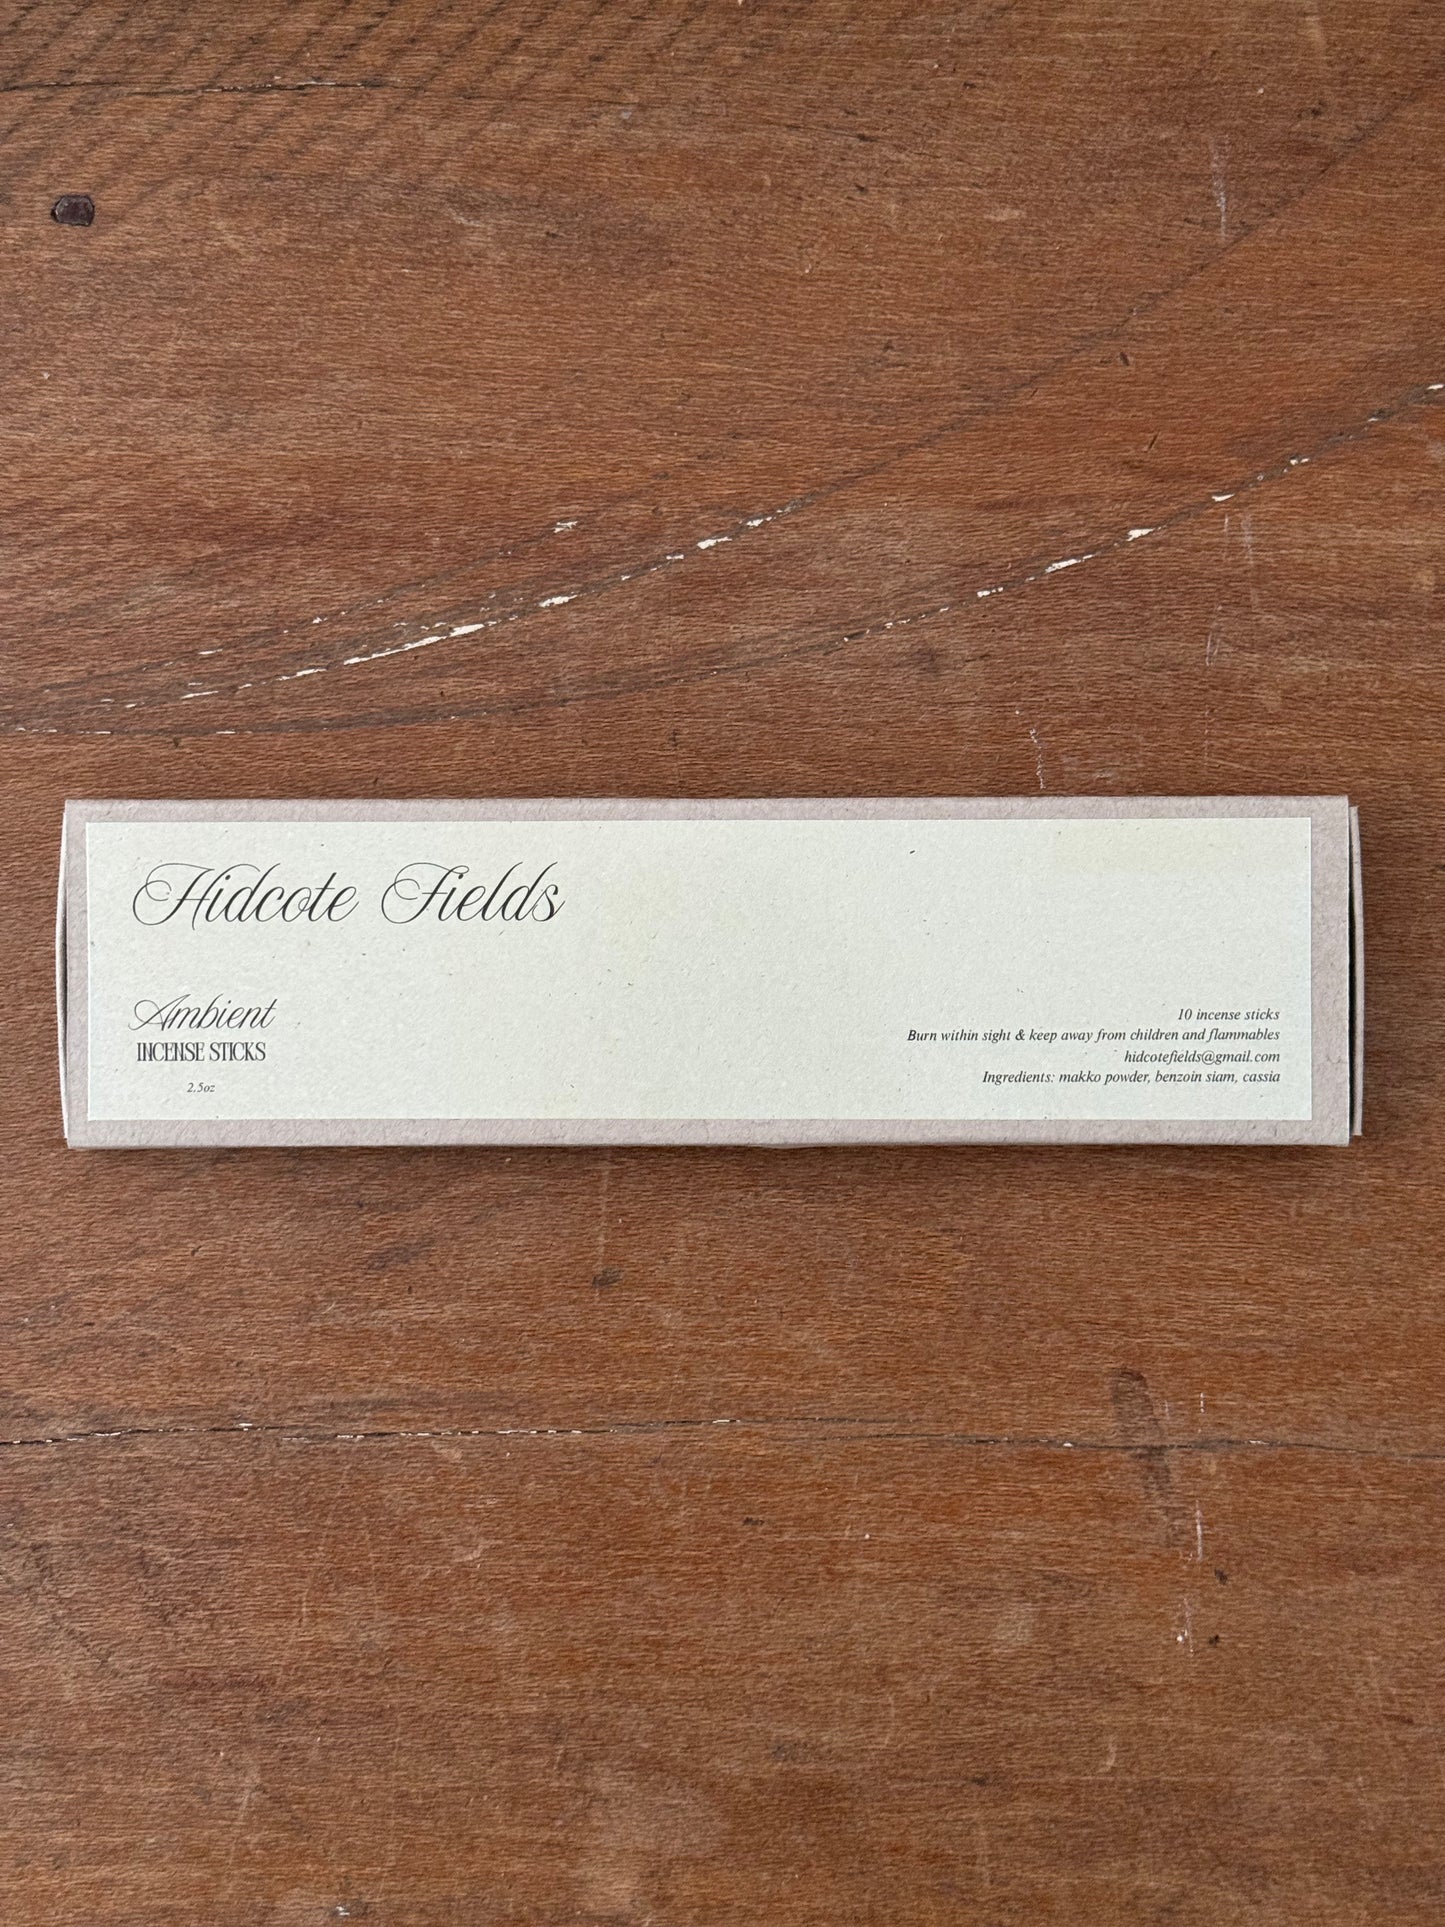 Hidcote Fields
Ambient
INCENSE STICKS
2.5oz
10 incense sticks
Burn within sight & keep away from children and flammables
hidcotefields@gmail.com
Ingredients: makko powder, benzoin siam, cassia